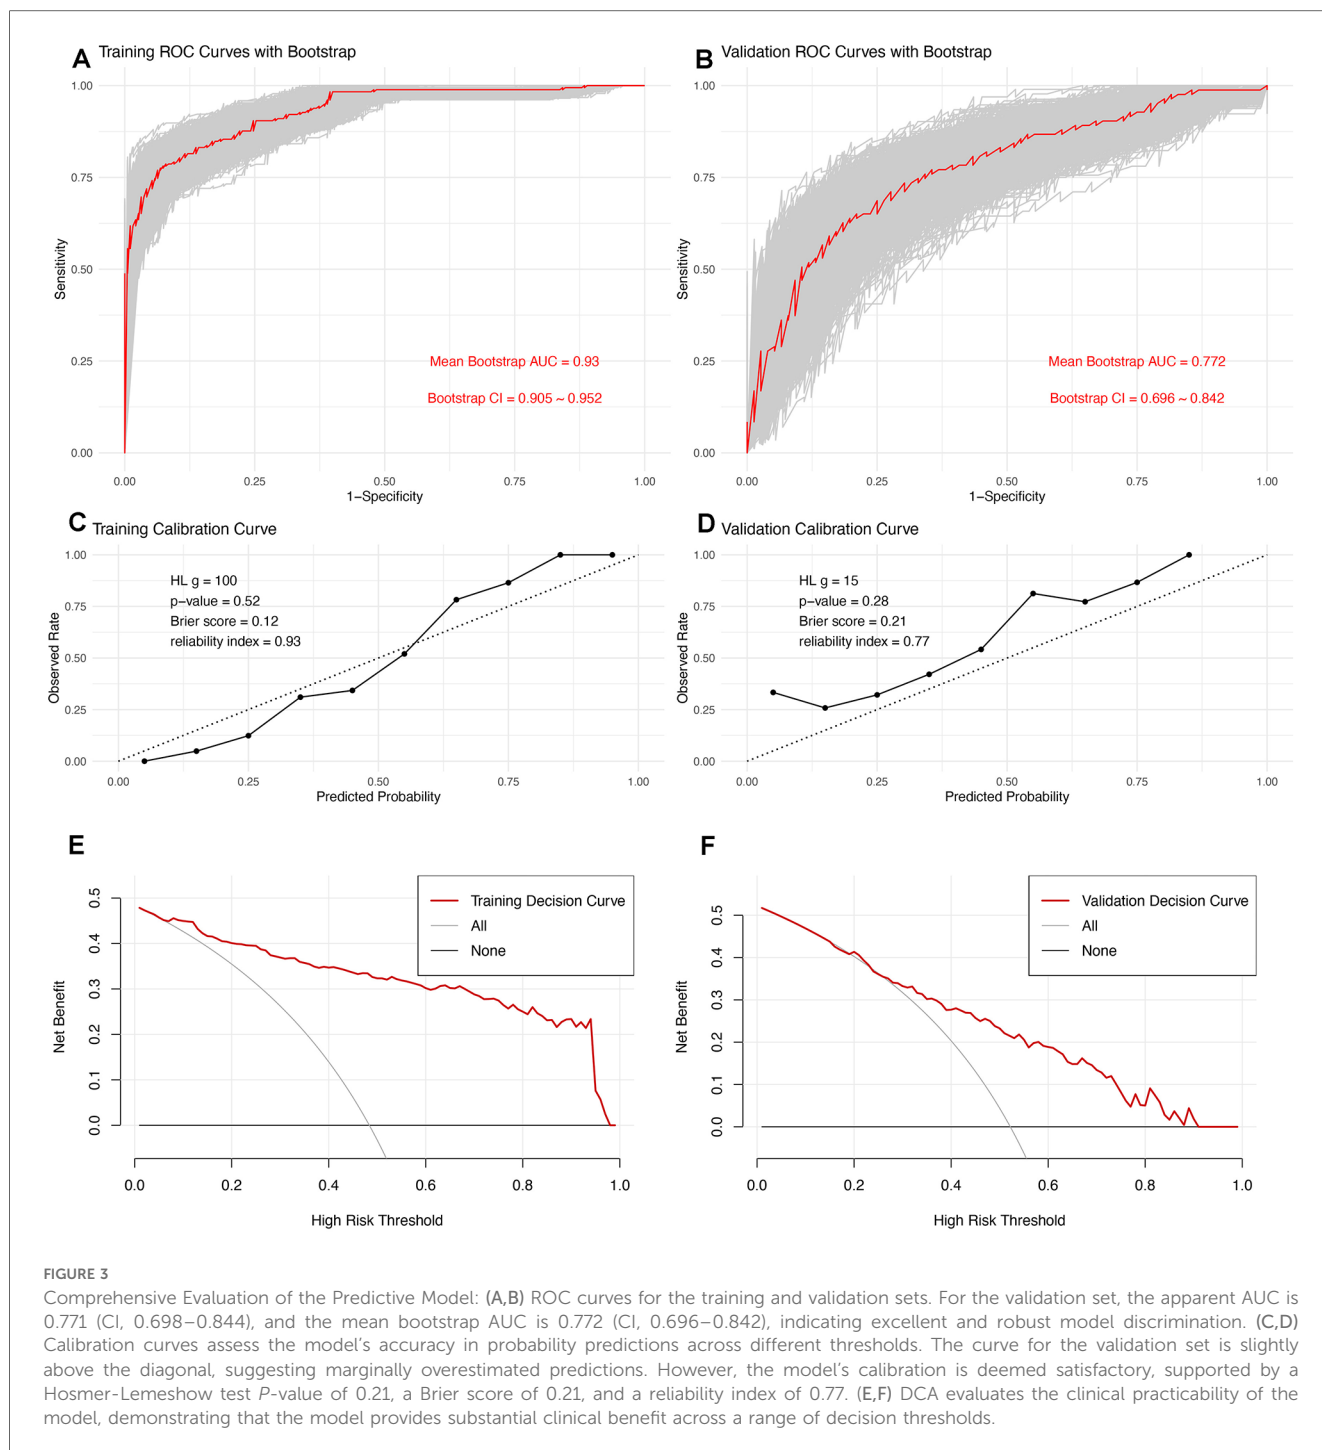 A Training ROC Curves with Bootstrap
1.00
0.75
0.50
0.25
0.00
Sensitivity
Mean Bootstrap AUC = 0.93
Bootstrap CI = 0.905 ~ 0.952
0.00 0.25 0.50 0.75 1.00
1−Specificity
B Validation ROC Curves with Bootstrap
1.00
0.75
0.50
0.25
0.00
Sensitivity
Mean Bootstrap AUC = 0.772
Bootstrap CI = 0.696 ~ 0.842
0.00 0.25 0.50 0.75 1.00
1−Specificity
C Training Calibration Curve
1.00
0.75
0.50
0.25
0.00
Observed Rate
HL g = 100
p−value = 0.52
Brier score = 0.12
reliability index = 0.93
0.00 0.25 0.50 0.75 1.00
Predicted Probability
D Validation Calibration Curve
1.00
0.75
0.50
0.25
0.00
Observed Rate
HL g = 15
p−value = 0.28
Brier score = 0.21
reliability index = 0.77
0.00 0.25 0.50 0.75 1.00
Predicted Probability
E
0.5
0.4
0.3
0.2
0.1
0.0
Net Benefit
Training Decision Curve
All
None
0.0 0.2 0.4 0.6 0.8 1.0
High Risk Threshold
F
0.5
0.4
0.3
0.2
0.1
0.0
Net Benefit
Validation Decision Curve
All
None
0.0 0.2 0.4 0.6 0.8 1.0
High Risk Threshold
FIGURE 3
Comprehensive Evaluation of the Predictive Model: (A,B) ROC curves for the training and validation sets. For the validation set, the apparent AUC is
0.771 (CI, 0.698–0.844), and the mean bootstrap AUC is 0.772 (CI, 0.696–0.842), indicating excellent and robust model discrimination. (C,D)
Calibration curves assess the model's accuracy in probability predictions across different thresholds. The curve for the validation set is slightly
above the diagonal, suggesting marginally overestimated predictions. However, the model's calibration is deemed satisfactory, supported by a
Hosmer-Lemeshow test P-value of 0.21, a Brier score of 0.21, and a reliability index of 0.77. (E,F) DCA evaluates the clinical practicability of the
model, demonstrating that the model provides substantial clinical benefit across a range of decision thresholds.